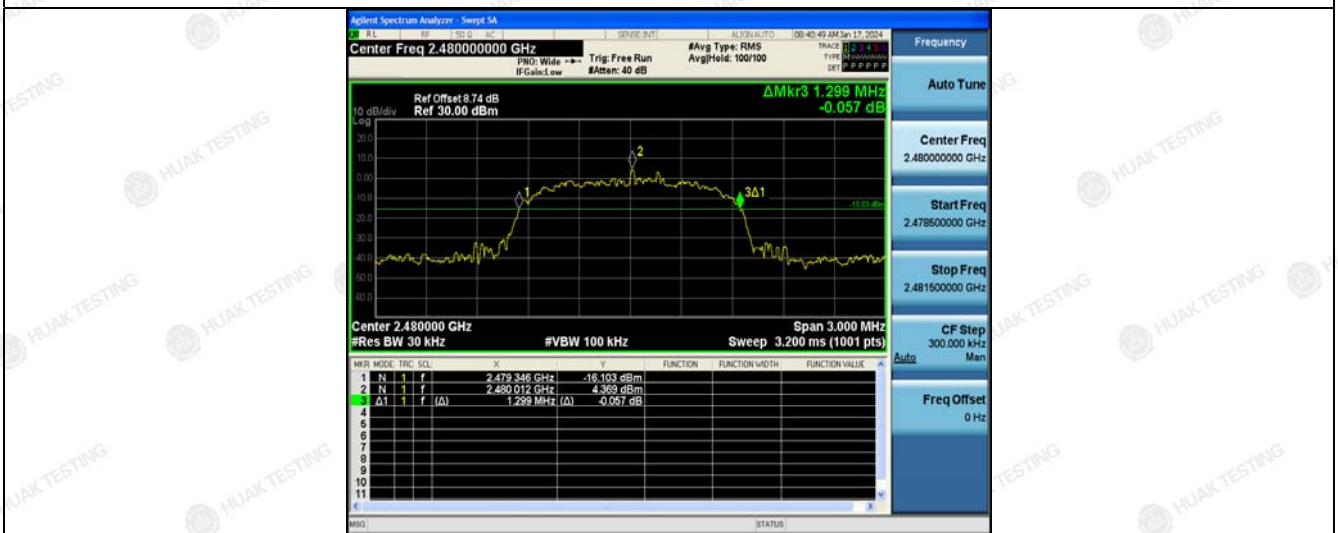 Agilent Spectrum Analyzer - Swept SA
RL RF 50 Ω AC SENSE:INT ALIGN AUTO 08:40:49 AM Jan 17, 2024
Center Freq 2.480000000 GHz
PNO: Wide Trig: Free Run
IFGain:Low #Atten: 40 dB
#Avg Type: RMS
Avg|Hold: 100/100
TRACE 1 2 3 4 5 6
TYPE M
DET P P P P P P
Frequency
Auto Tune
Center Freq
2.480000000 GHz
Start Freq
2.478500000 GHz
Stop Freq
2.481500000 GHz
CF Step
300.000 kHz
Auto Man
Freq Offset
0 Hz
ΔMkr3 1.299 MHz
-0.057 dB
Ref Offset 8.74 dB
10 dB/div Ref 30.00 dBm
Log
20.0
10.0
0.00
-10.0
-20.0
-30.0
-40.0
-50.0
-60.0
1
2
3Δ1
Center 2.480000 GHz Span 3.000 MHz
#Res BW 30 kHz #VBW 100 kHz Sweep 3.200 ms (1001 pts)
MKR MODE TRC SCL X Y FUNCTION FUNCTION WIDTH FUNCTION VALUE
1 N 1 f 2.479 346 GHz -16.103 dBm
2 N 1 f 2.480 012 GHz 4.369 dBm
3 Δ1 1 f (Δ) 1.299 MHz (Δ) -0.057 dB
4
5
6
7
8
9
10
11
MSG STATUS
HUAK TESTING
HUAK TESTING
HUAK TESTING
HUAK TESTING
HUAK TESTING
HUAK TESTING